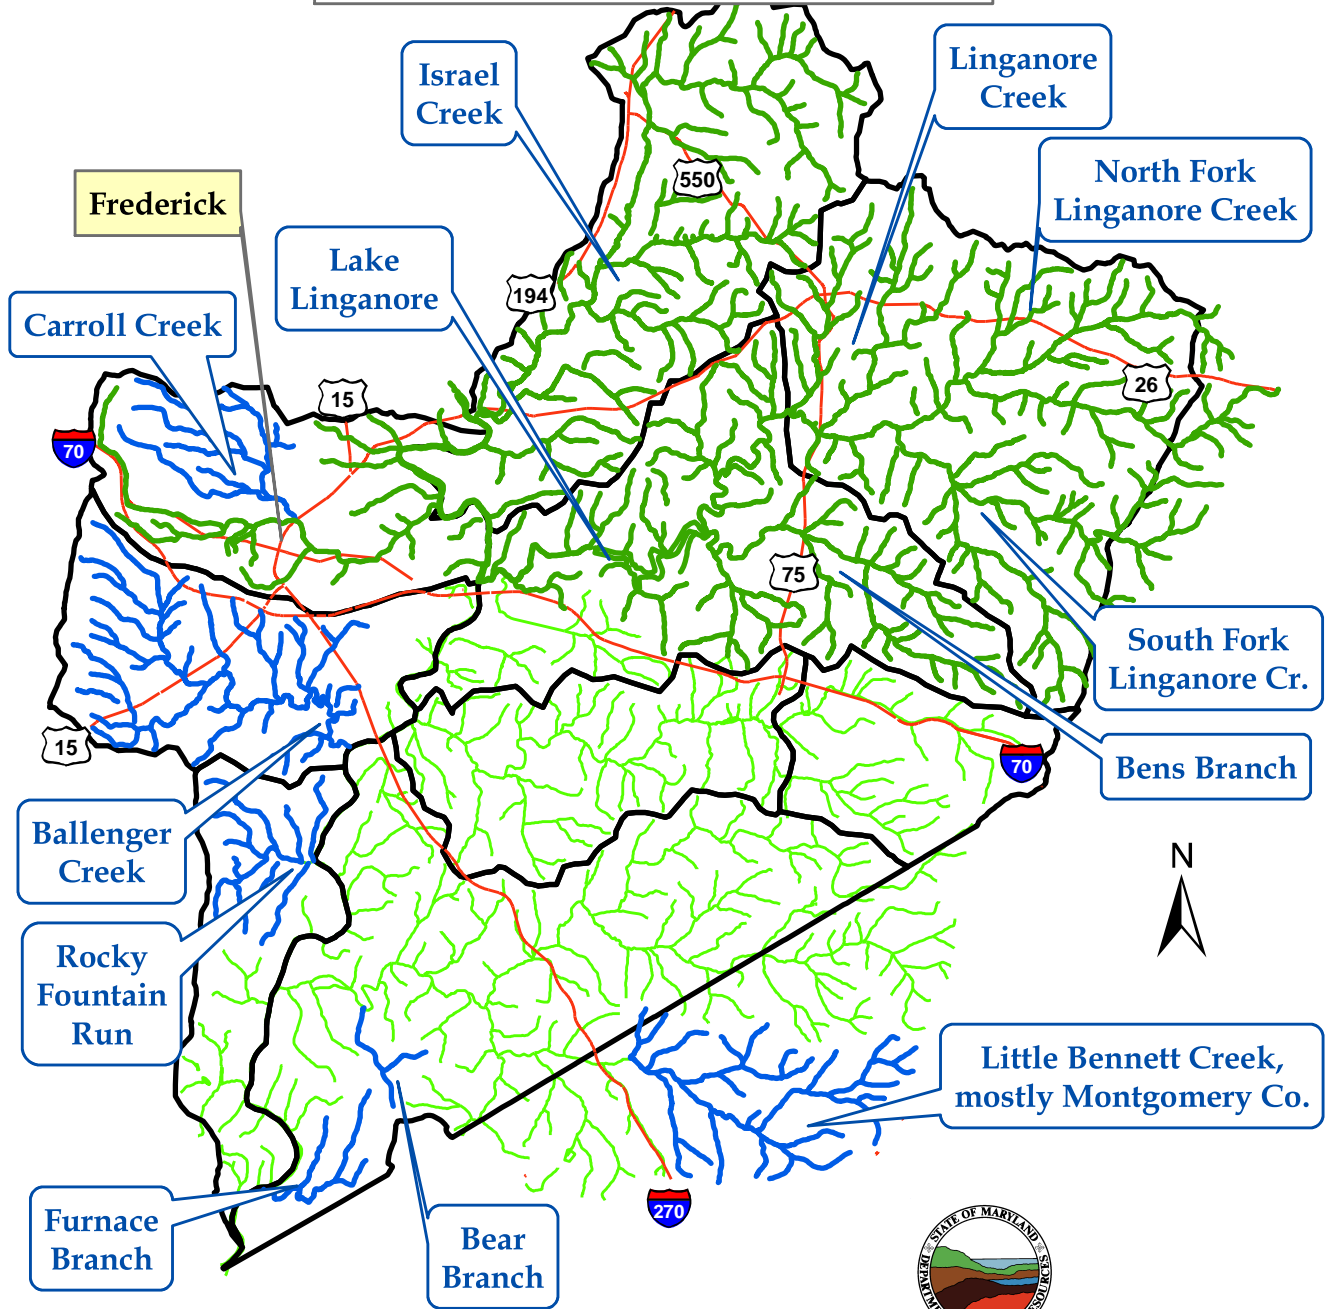 Israel
Creek
Linganore
Creek
North Fork
Linganore Creek
550
Frederick
Lake
Linganore
194
Carroll Creek
15
26
70
75
South Fork
Linganore Cr.
15
70
Bens Branch
Ballenger
Creek
N
Rocky
Fountain
Run
Little Bennett Creek,
mostly Montgomery Co.
270
Furnace
Branch
Bear
Branch
STATE OF MARYLAND